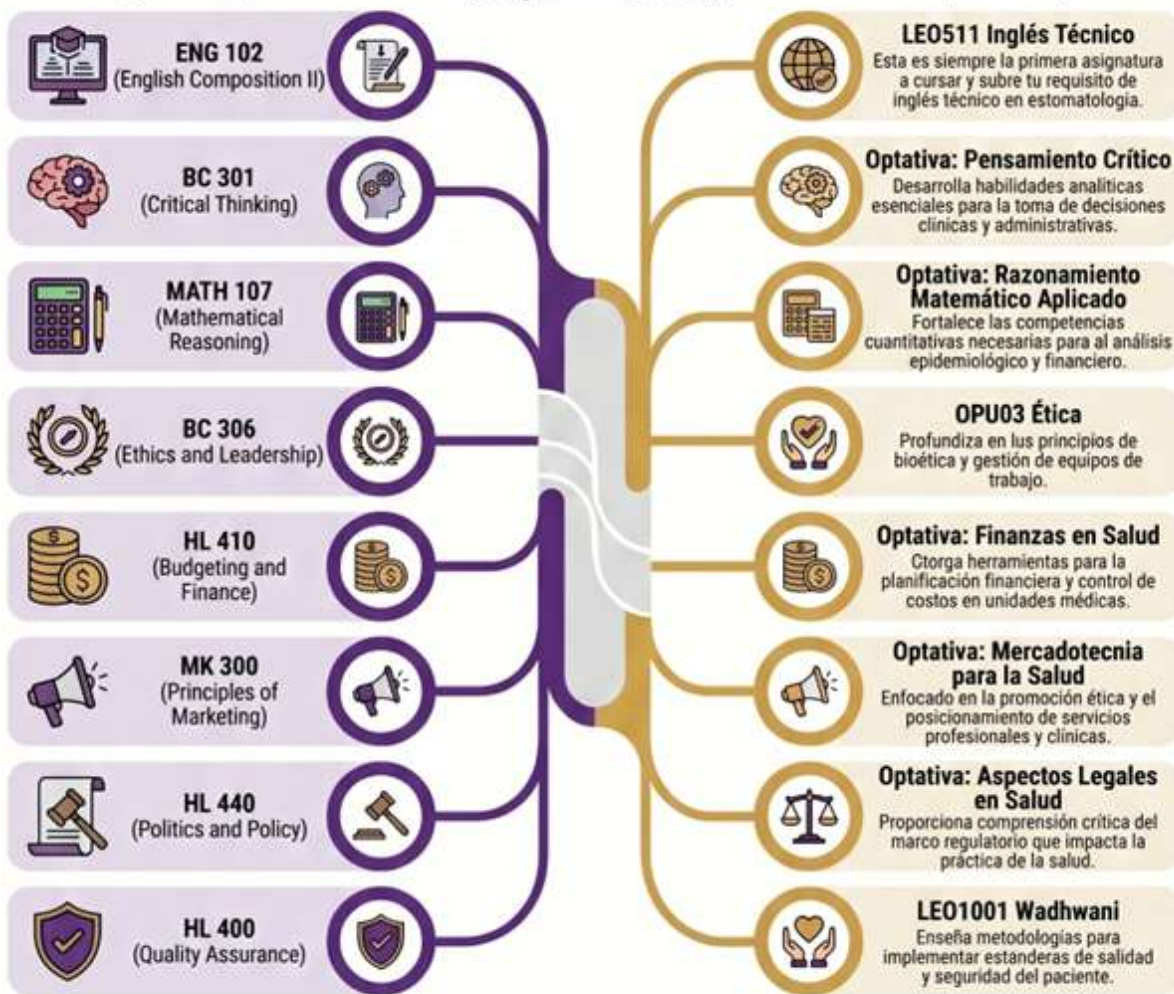 ENG 102
(English Composition II)
LEO511 Inglés Técnico
Esta es siempre la primera asignatura
a cursar y subre tu requisito de
inglés técnico en estomatologia.
BC 301
(Critical Thinking)
Optativa: Pensamiento Crítico
Desarrolla habilidades analíticas
esenciales para la toma de decisiones
clínicas y administrativas.
MATH 107
(Mathematical
Reasoning)
Optativa: Razonamiento
Matemático Aplicado
Fortalece las competencias
cuantitativas necesarias para al análisis
epidemiológico y financiero.
BC 306
(Ethics and Leadership)
OPU03 Ética
Profundiza en lus principios de
bioética y gestión de equipos de
trabajo.
HL 410
(Budgeting and
Finance)
Optativa: Finanzas en Salud
Ctorga herramientas para la
planificación financiera y control de
costos en unidades médicas.
MK 300
(Principles of
Marketing)
Optativa: Mercadotecnia
para la Salud
Enfocado en la promoción ética y el
posicionamiento de servicios
profesionales y clínicas.
HL 440
(Politics and Policy)
Optativa: Aspectos Legales
en Salud
Proporciona comprensión crítica del
marco regulatorio que impacta la
práctica de la salud.
HL 400
(Quality Assurance)
LEO1001 Wadhwani
Enseña metodologías para
implementar estanderas de salidad
y seguridad del paciente.